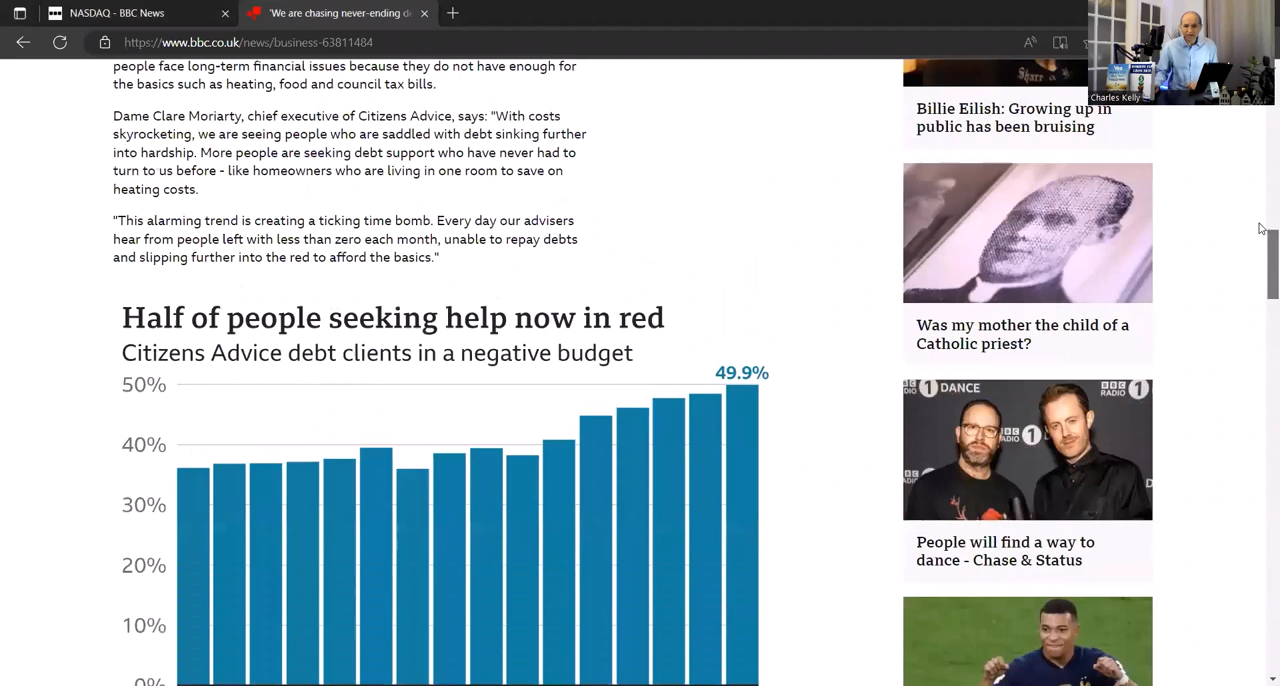 NASDAQ - BBC News
'We are chasing never-ending de
https://www.bbc.co.uk/news/business-63811484
people face long-term financial issues because they do not have enough for
the basics such as heating, food and council tax bills.
Dame Clare Moriarty, chief executive of Citizens Advice, says: "With costs
skyrocketing, we are seeing people who are saddled with debt sinking further
into hardship. More people are seeking debt support who have never had to
turn to us before - like homeowners who are living in one room to save on
heating costs.
"This alarming trend is creating a ticking time bomb. Every day our advisers
hear from people left with less than zero each month, unable to repay debts
and slipping further into the red to afford the basics."
Half of people seeking help now in red
Citizens Advice debt clients in a negative budget
49.9%
50%
40%
30%
20%
10%
0%
Charles Kelly
Billie Eilish: Growing up in
public has been bruising
Was my mother the child of a
Catholic priest?
BBC RADIO 1 DANCE
BBC RADIO 1
People will find a way to
dance - Chase & Status